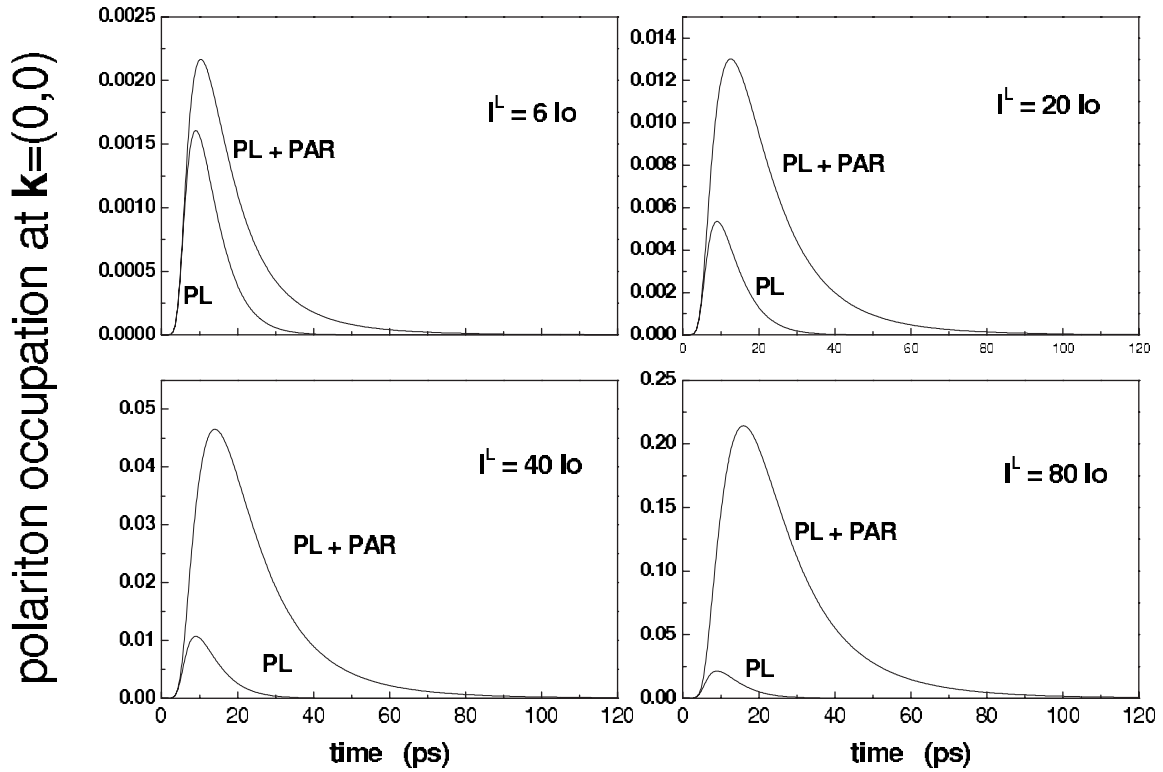 polariton occupation at k=(0,0)
0.0025
0.0020
0.0015
0.0010
0.0005
0.0000
I^L = 6 Io
PL + PAR
PL
0.014
0.012
0.010
0.008
0.006
0.004
0.002
0.000
0 20 40 60 80 100 120
I^L = 20 Io
PL + PAR
PL
0.05
0.04
0.03
0.02
0.01
0.00
0 20 40 60 80 100 120
time (ps)
I^L = 40 Io
PL + PAR
PL
0.25
0.20
0.15
0.10
0.05
0.00
0 20 40 60 80 100 120
time (ps)
I^L = 80 Io
PL + PAR
PL